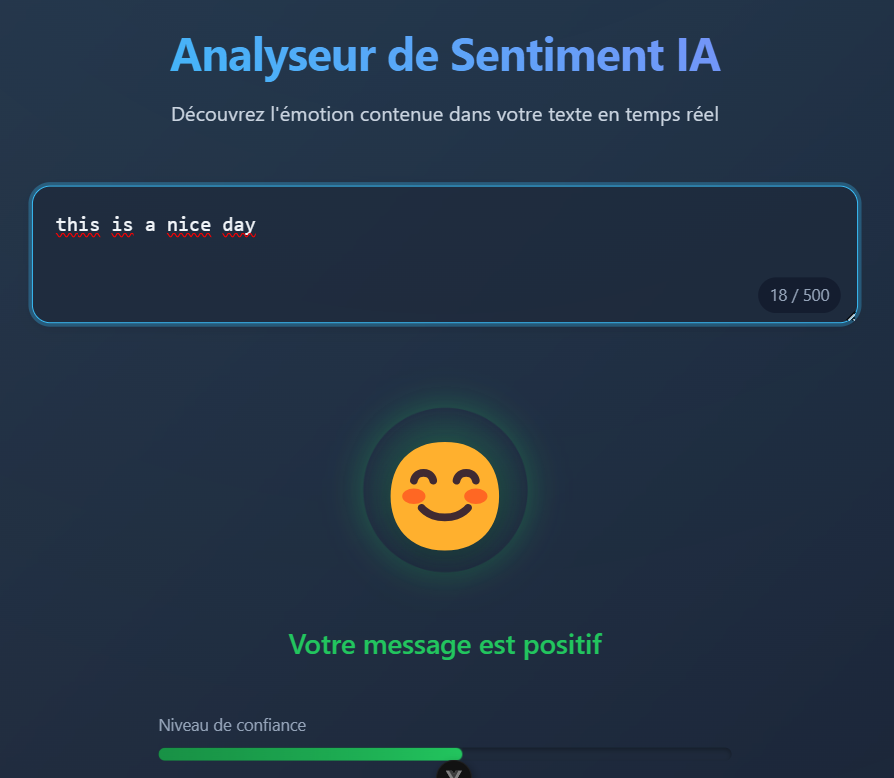 Analyseur de Sentiment IA
Découvrez l'émotion contenue dans votre texte en temps réel
this is a nice day
18 / 500
Votre message est positif
Niveau de confiance